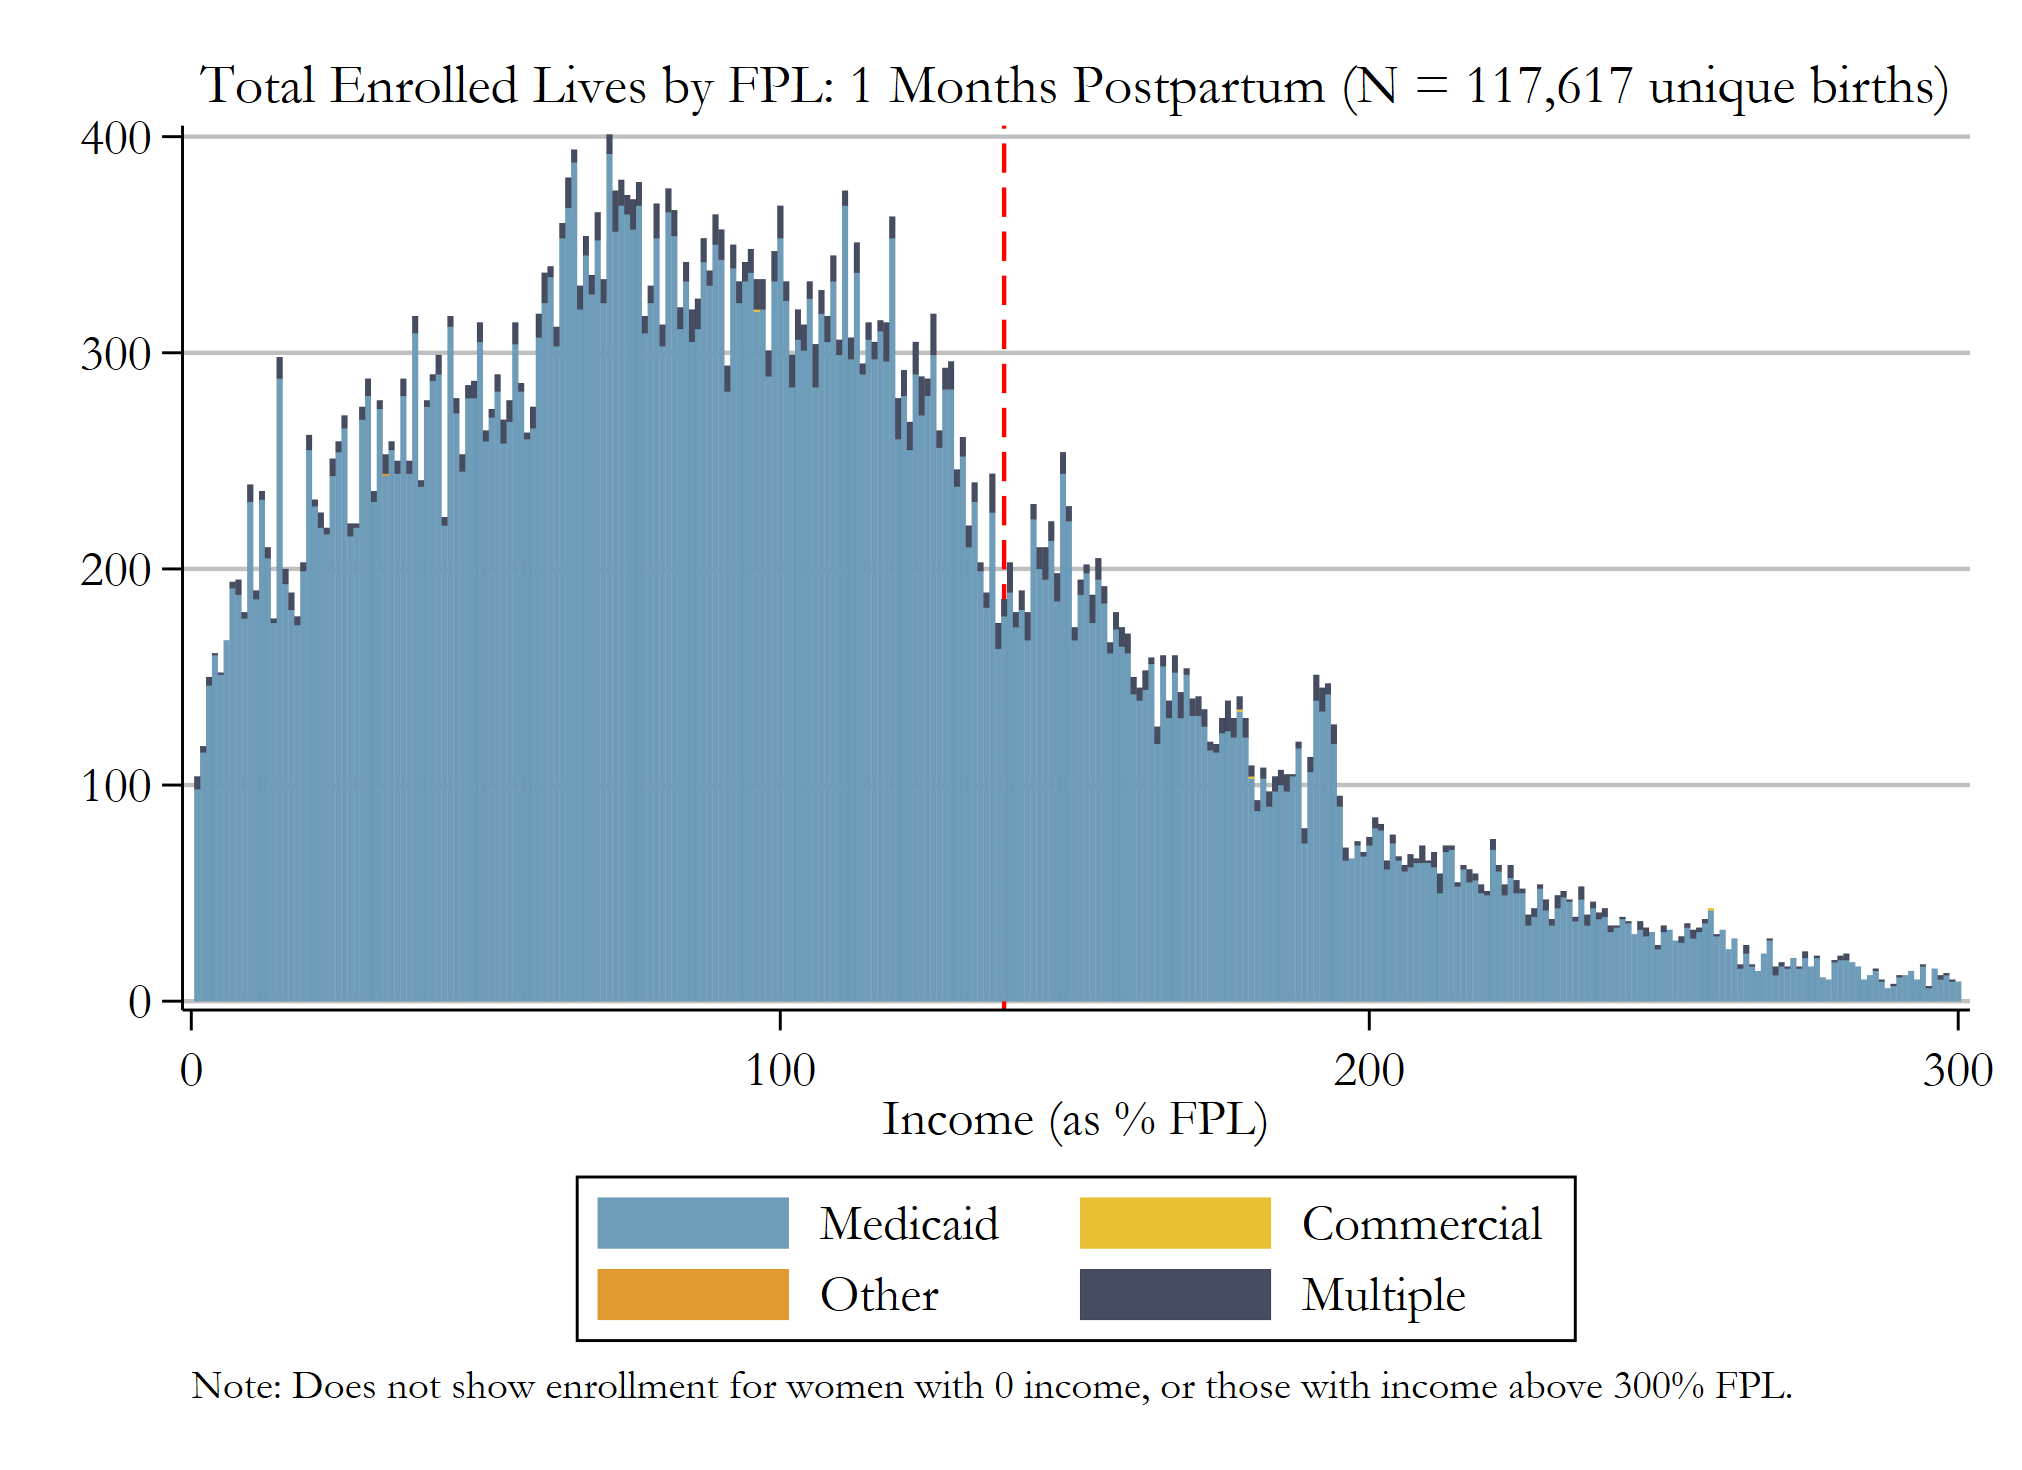 Total Enrolled Lives by FPL: 1 Months Postpartum (N = 117,617 unique births)
400
300
200
100
0
0 100 200 300
Income (as % FPL)
Medicaid Commercial
Other Multiple
Note: Does not show enrollment for women with 0 income, or those with income above 300% FPL.